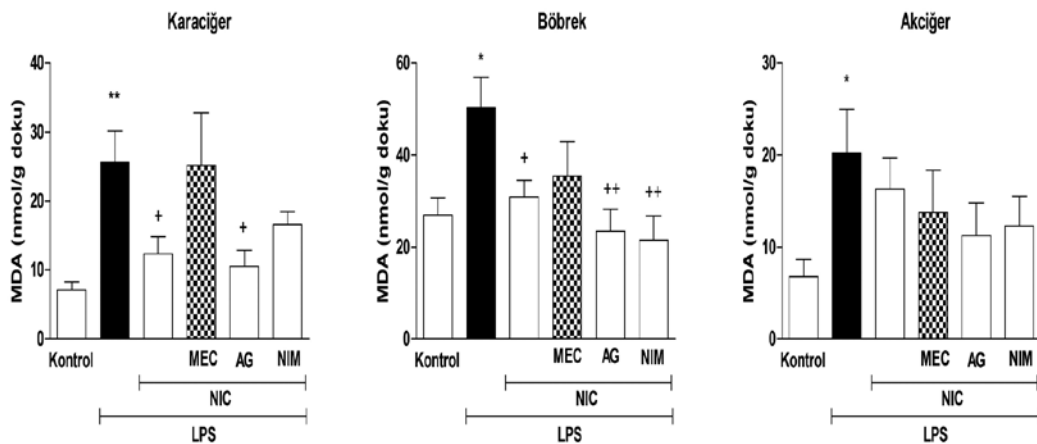 Karaciğer
MDA (nmol/g doku)
40
30
20
10
0
**
+
+
Kontrol
MEC
AG
NIM
NIC
LPS
Böbrek
MDA (nmol/g doku)
60
40
20
0
*
+
++
++
Kontrol
MEC
AG
NIM
NIC
LPS
Akciğer
MDA (nmol/g doku)
30
20
10
0
*
Kontrol
MEC
AG
NIM
NIC
LPS